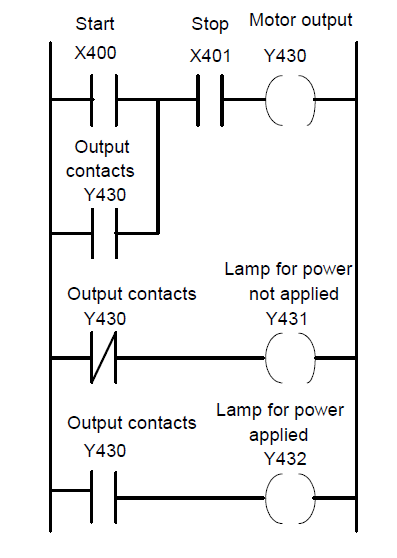 Start Stop Motor output
X400 X401 Y430
Output
contacts
Y430
Lamp for power
Output contacts not applied
Y430 Y431
Lamp for power
Output contacts applied
Y430 Y432